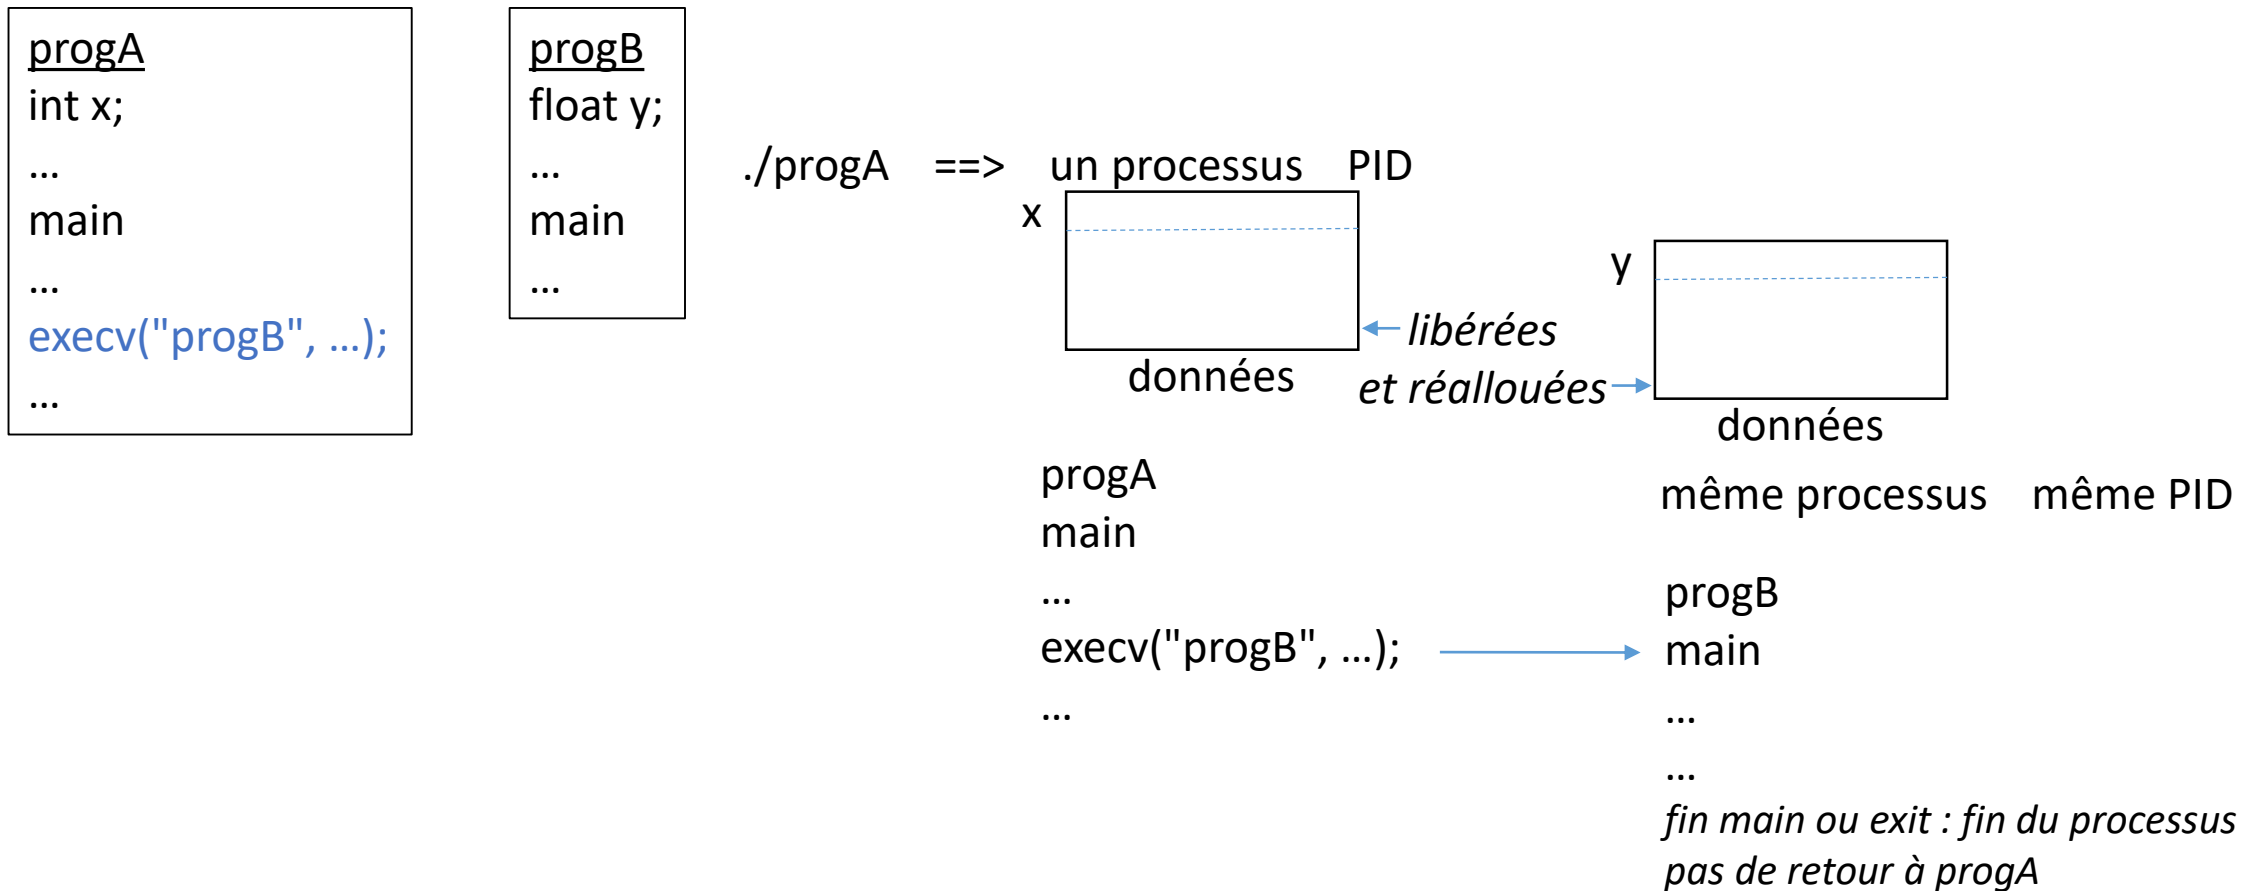 progA
int x;
...
main
...
execv("progB", ...);
...
progB
float y;
...
main
...
./progA ==> un processus PID
x
données
libérées
et réallouées
y
données
même processus même PID
progA
main
...
execv("progB", ...);
...
progB
main
...
...
fin main ou exit : fin du processus
pas de retour à progA